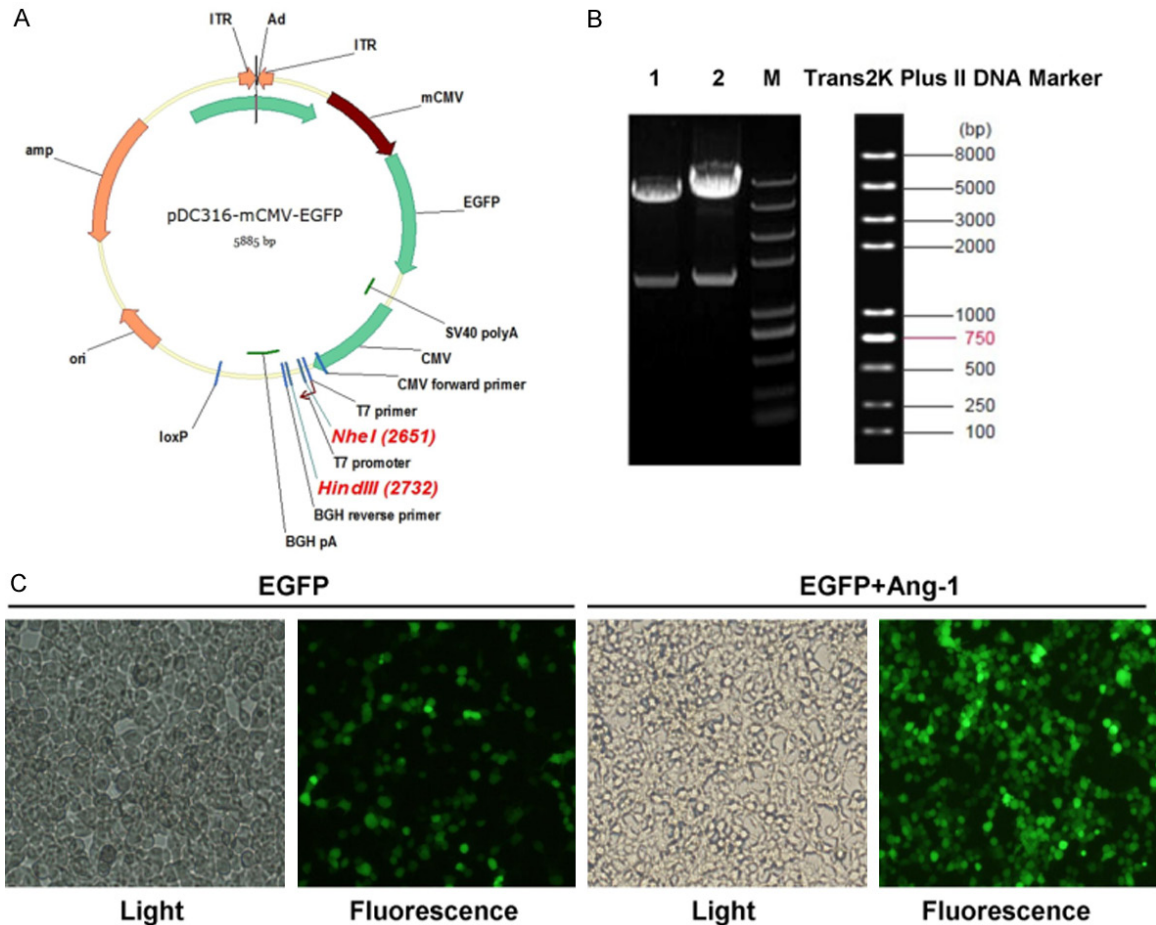 A
ITR
Ad
ITR
mCMV
amp
EGFP
pDC316-mCMV-EGFP
5885 bp
SV40 polyA
ori
CMV
CMV forward primer
T7 primer
loxP
NheI (2651)
T7 promoter
HindIII (2732)
BGH reverse primer
BGH pA
B
1 2 M Trans2K Plus II DNA Marker
(bp)
8000
5000
3000
2000
1000
750
500
250
100
C
EGFP
EGFP+Ang-1
Light
Fluorescence
Light
Fluorescence